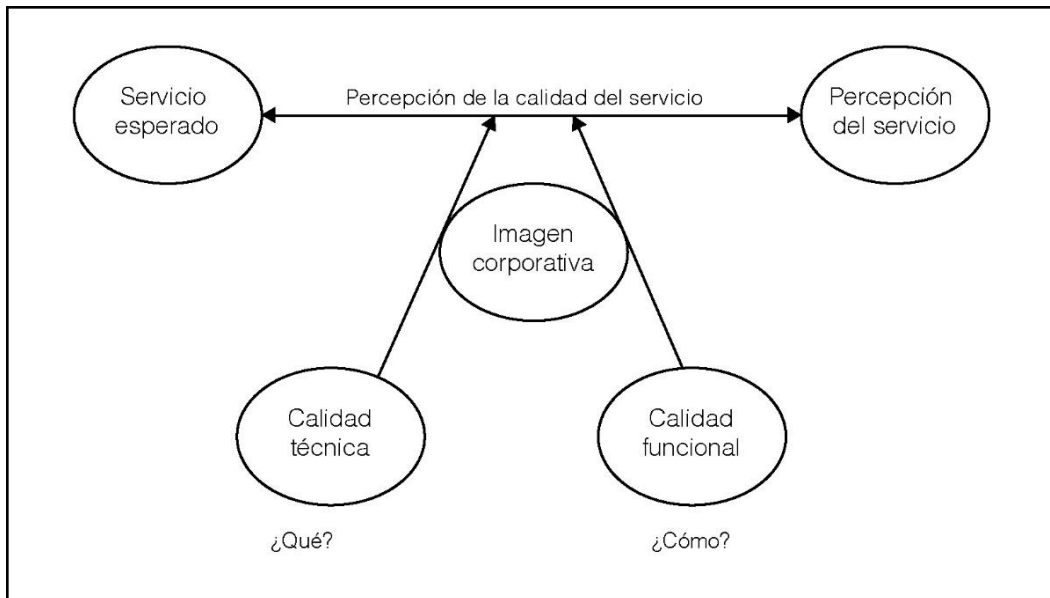 Servicio
esperado
Percepción de la calidad del servicio
Percepción
del servicio
Imagen
corporativa
Calidad
técnica
Calidad
funcional
¿Qué?
¿Cómo?